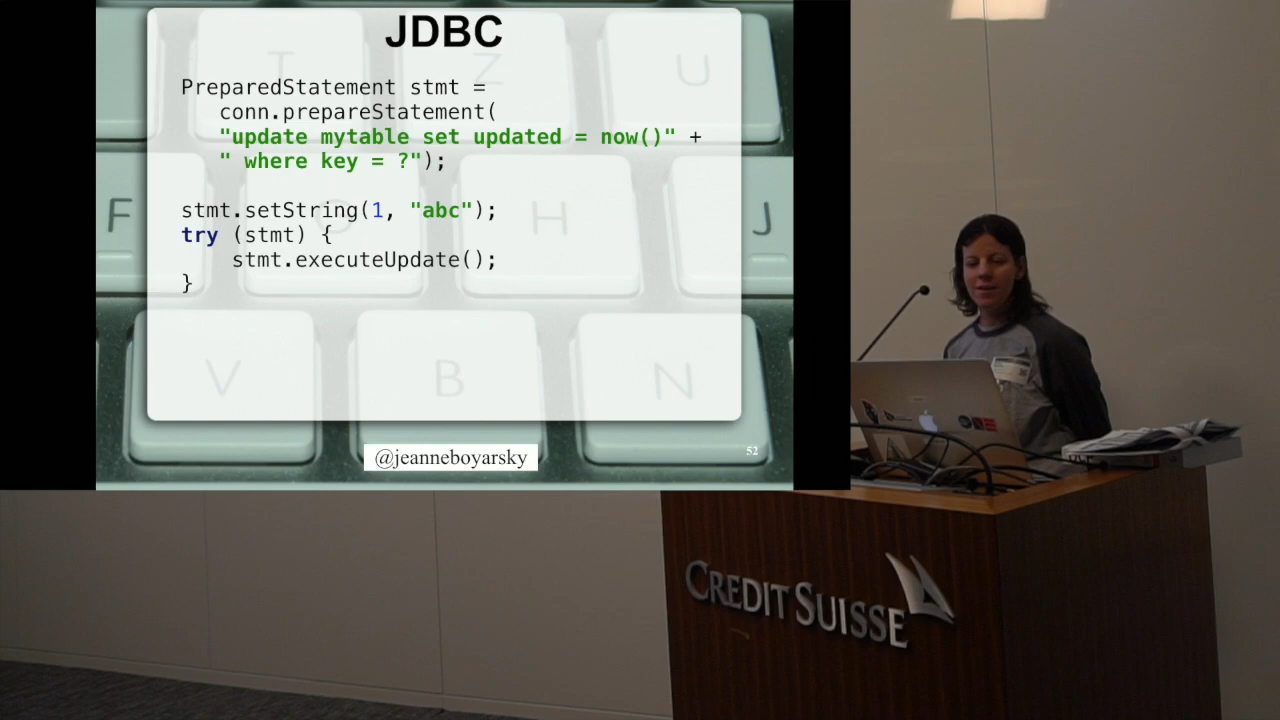 JDBC
PreparedStatement stmt =
conn.prepareStatement(
"update mytable set updated = now()" +
" where key = ?");
stmt.setString(1, "abc");
try (stmt) {
stmt.executeUpdate();
}
T Z U
F G H J
V B N
@jeanneboyarsky
52
CREDIT SUISSE